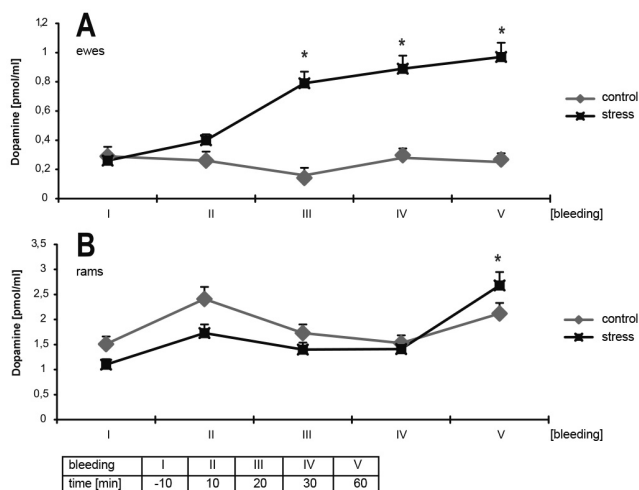 A
ewes
Dopamine [pmol/ml]
1,2
1
0,8
0,6
0,4
0,2
0
* * *
control
stress
I II III IV V [bleeding]
B
rams
Dopamine [pmol/ml]
3,5
3
2,5
2
1,5
1
0,5
0
*
control
stress
I II III IV V [bleeding]
bleeding I II III IV V
time [min] -10 10 20 30 60